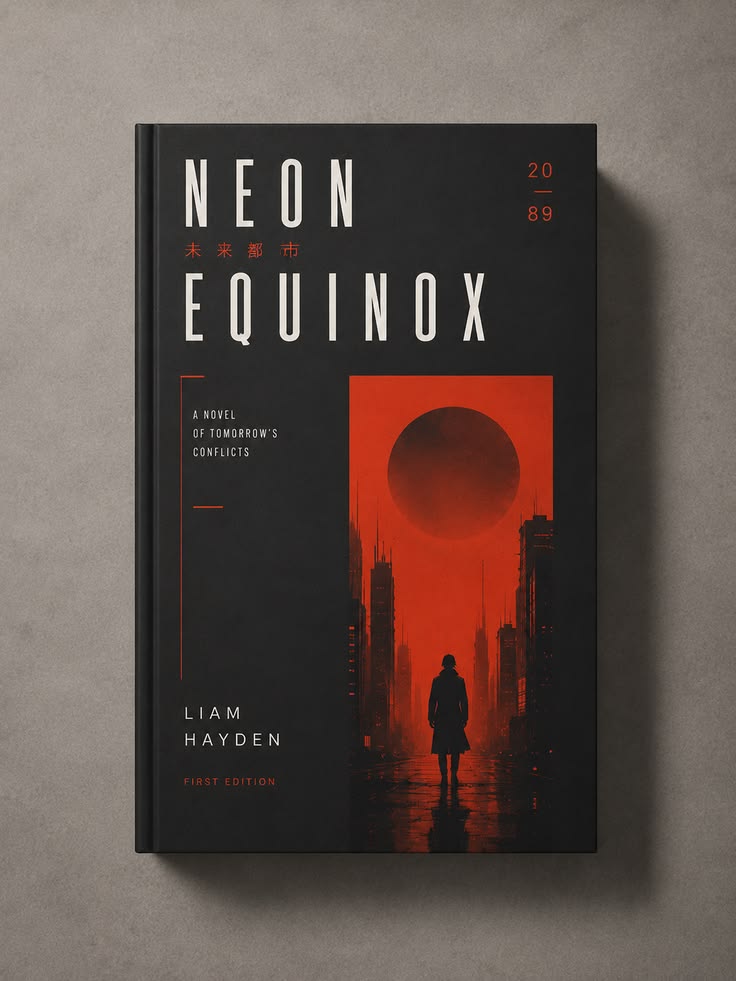 NEON
未来都市
EQUINOX
20
89
A NOVEL
OF TOMORROW'S
CONFLICTS
LIAM
HAYDEN
FIRST EDITION